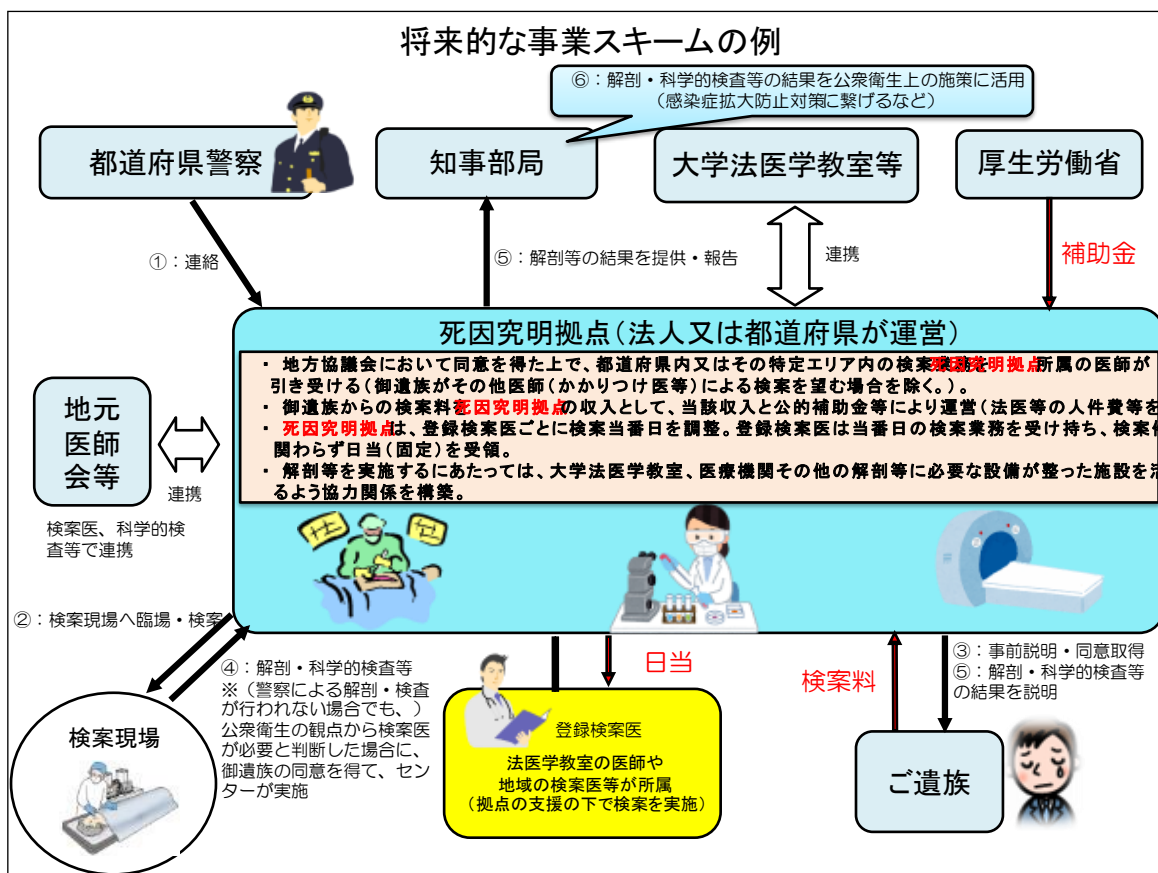 将来的な事業スキームの例
⑥：解剖・科学的検査等の結果を公衆衛生上の施策に活用
（感染症拡大防止対策に繋げるなど）
都道府県警察
知事部局
大学法医学教室等
厚生労働省
①：連絡
⑤：解剖等の結果を提供・報告
連携
補助金
死因究明拠点（法人又は都道府県が運営）
・ 地方協議会において同意を得た上で、都道府県内又はその特定エリア内の検案死因究明拠点所属の医師が
引き受ける（御遺族がその他医師（かかりつけ医等）による検案を望む場合を除く。）。
・ 御遺族からの検案料を死因究明拠点の収入として、当該収入と公的補助金等により運営（法医等の人件費等を
・ 死因究明拠点は、登録検案医ごとに検案当番日を調整。登録検案医は当番日の検案業務を受け持ち、検案
関わらず日当（固定）を受領。
・ 解剖等を実施するにあたっては、大学法医学教室、医療機関その他の解剖等に必要な設備が整った施設を
るよう協力関係を構築。
地元
医師
会等
連携
検案医、科学的検
査等で連携
②：検案現場へ臨場・検案
④：解剖・科学的検査等
※（警察による解剖・検査
が行われない場合でも、）
公衆衛生の観点から検案医
が必要と判断した場合に、
御遺族の同意を得て、セン
ターが実施
検案現場
日当
登録検案医
法医学教室の医師や
地域の検案医等が所属
（拠点の支援の下で検案を実施）
検案料
③：事前説明・同意取得
⑤：解剖・科学的検査等
の結果を説明
ご遺族